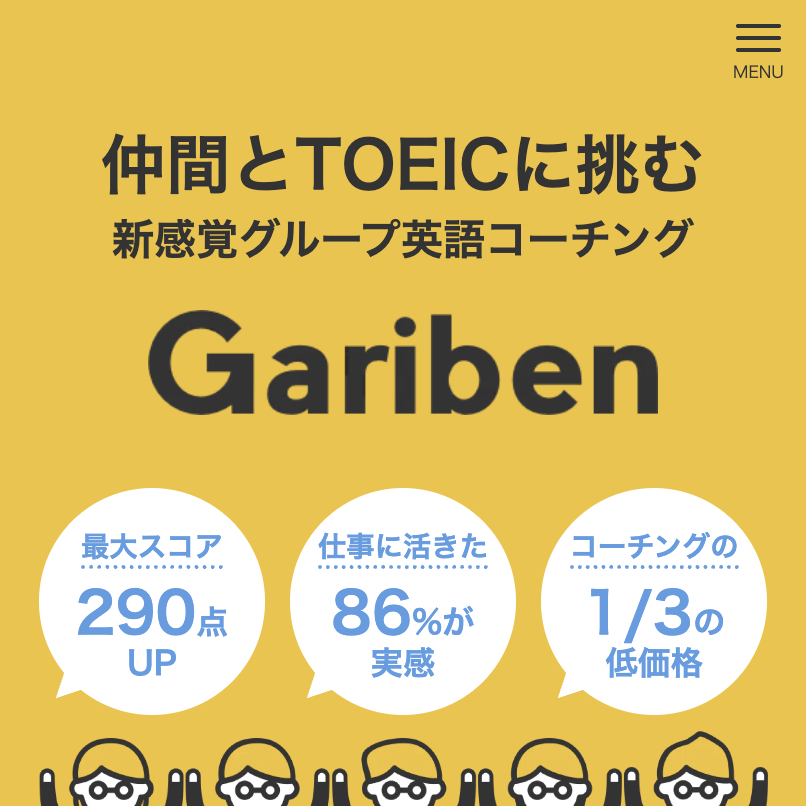 MENU
仲間とTOEICに挑む
新感覚グループ英語コーチング
Gariben
最大スコア
290点
UP
仕事に活きた
86%が
実感
コーチングの
1/3の
低価格